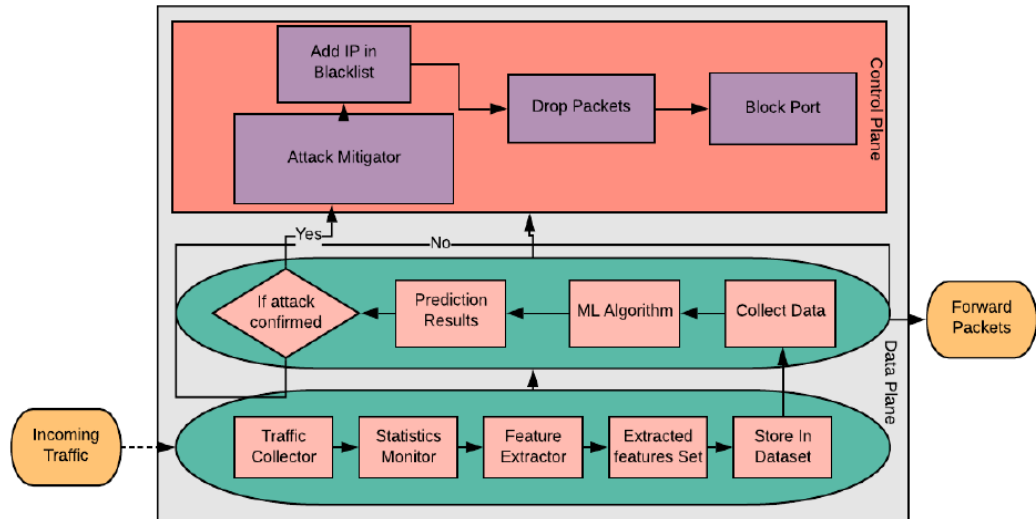 Add IP in
Blacklist
Drop Packets
Block Port
Attack Mitigator
Control Plane
Yes
No
If attack
confirmed
Prediction
Results
ML Algorithm
Collect Data
Forward
Packets
Data Plane
Incoming
Traffic
Traffic
Collector
Statistics
Monitor
Feature
Extractor
Extracted
features Set
Store In
Dataset